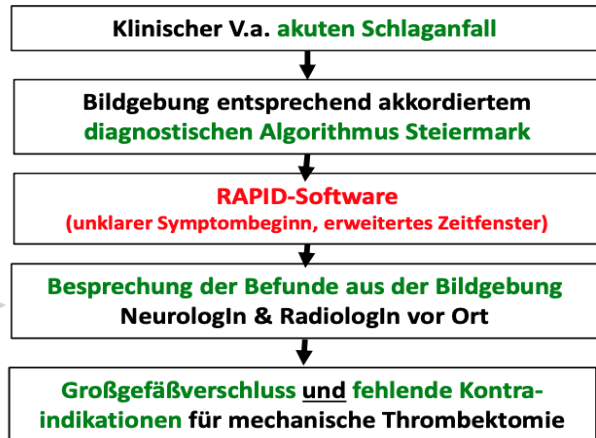 Klinischer V.a. akuten Schlaganfall
Bildgebung entsprechend akkordiertem
diagnostischen Algorithmus Steiermark
RAPID-Software
(unklarer Symptombeginn, erweitertes Zeitfenster)
Besprechung der Befunde aus der Bildgebung
NeurologIn & RadiologIn vor Ort
Großgefäßverschluss und fehlende Kontra-
indikationen für mechanische Thrombektomie